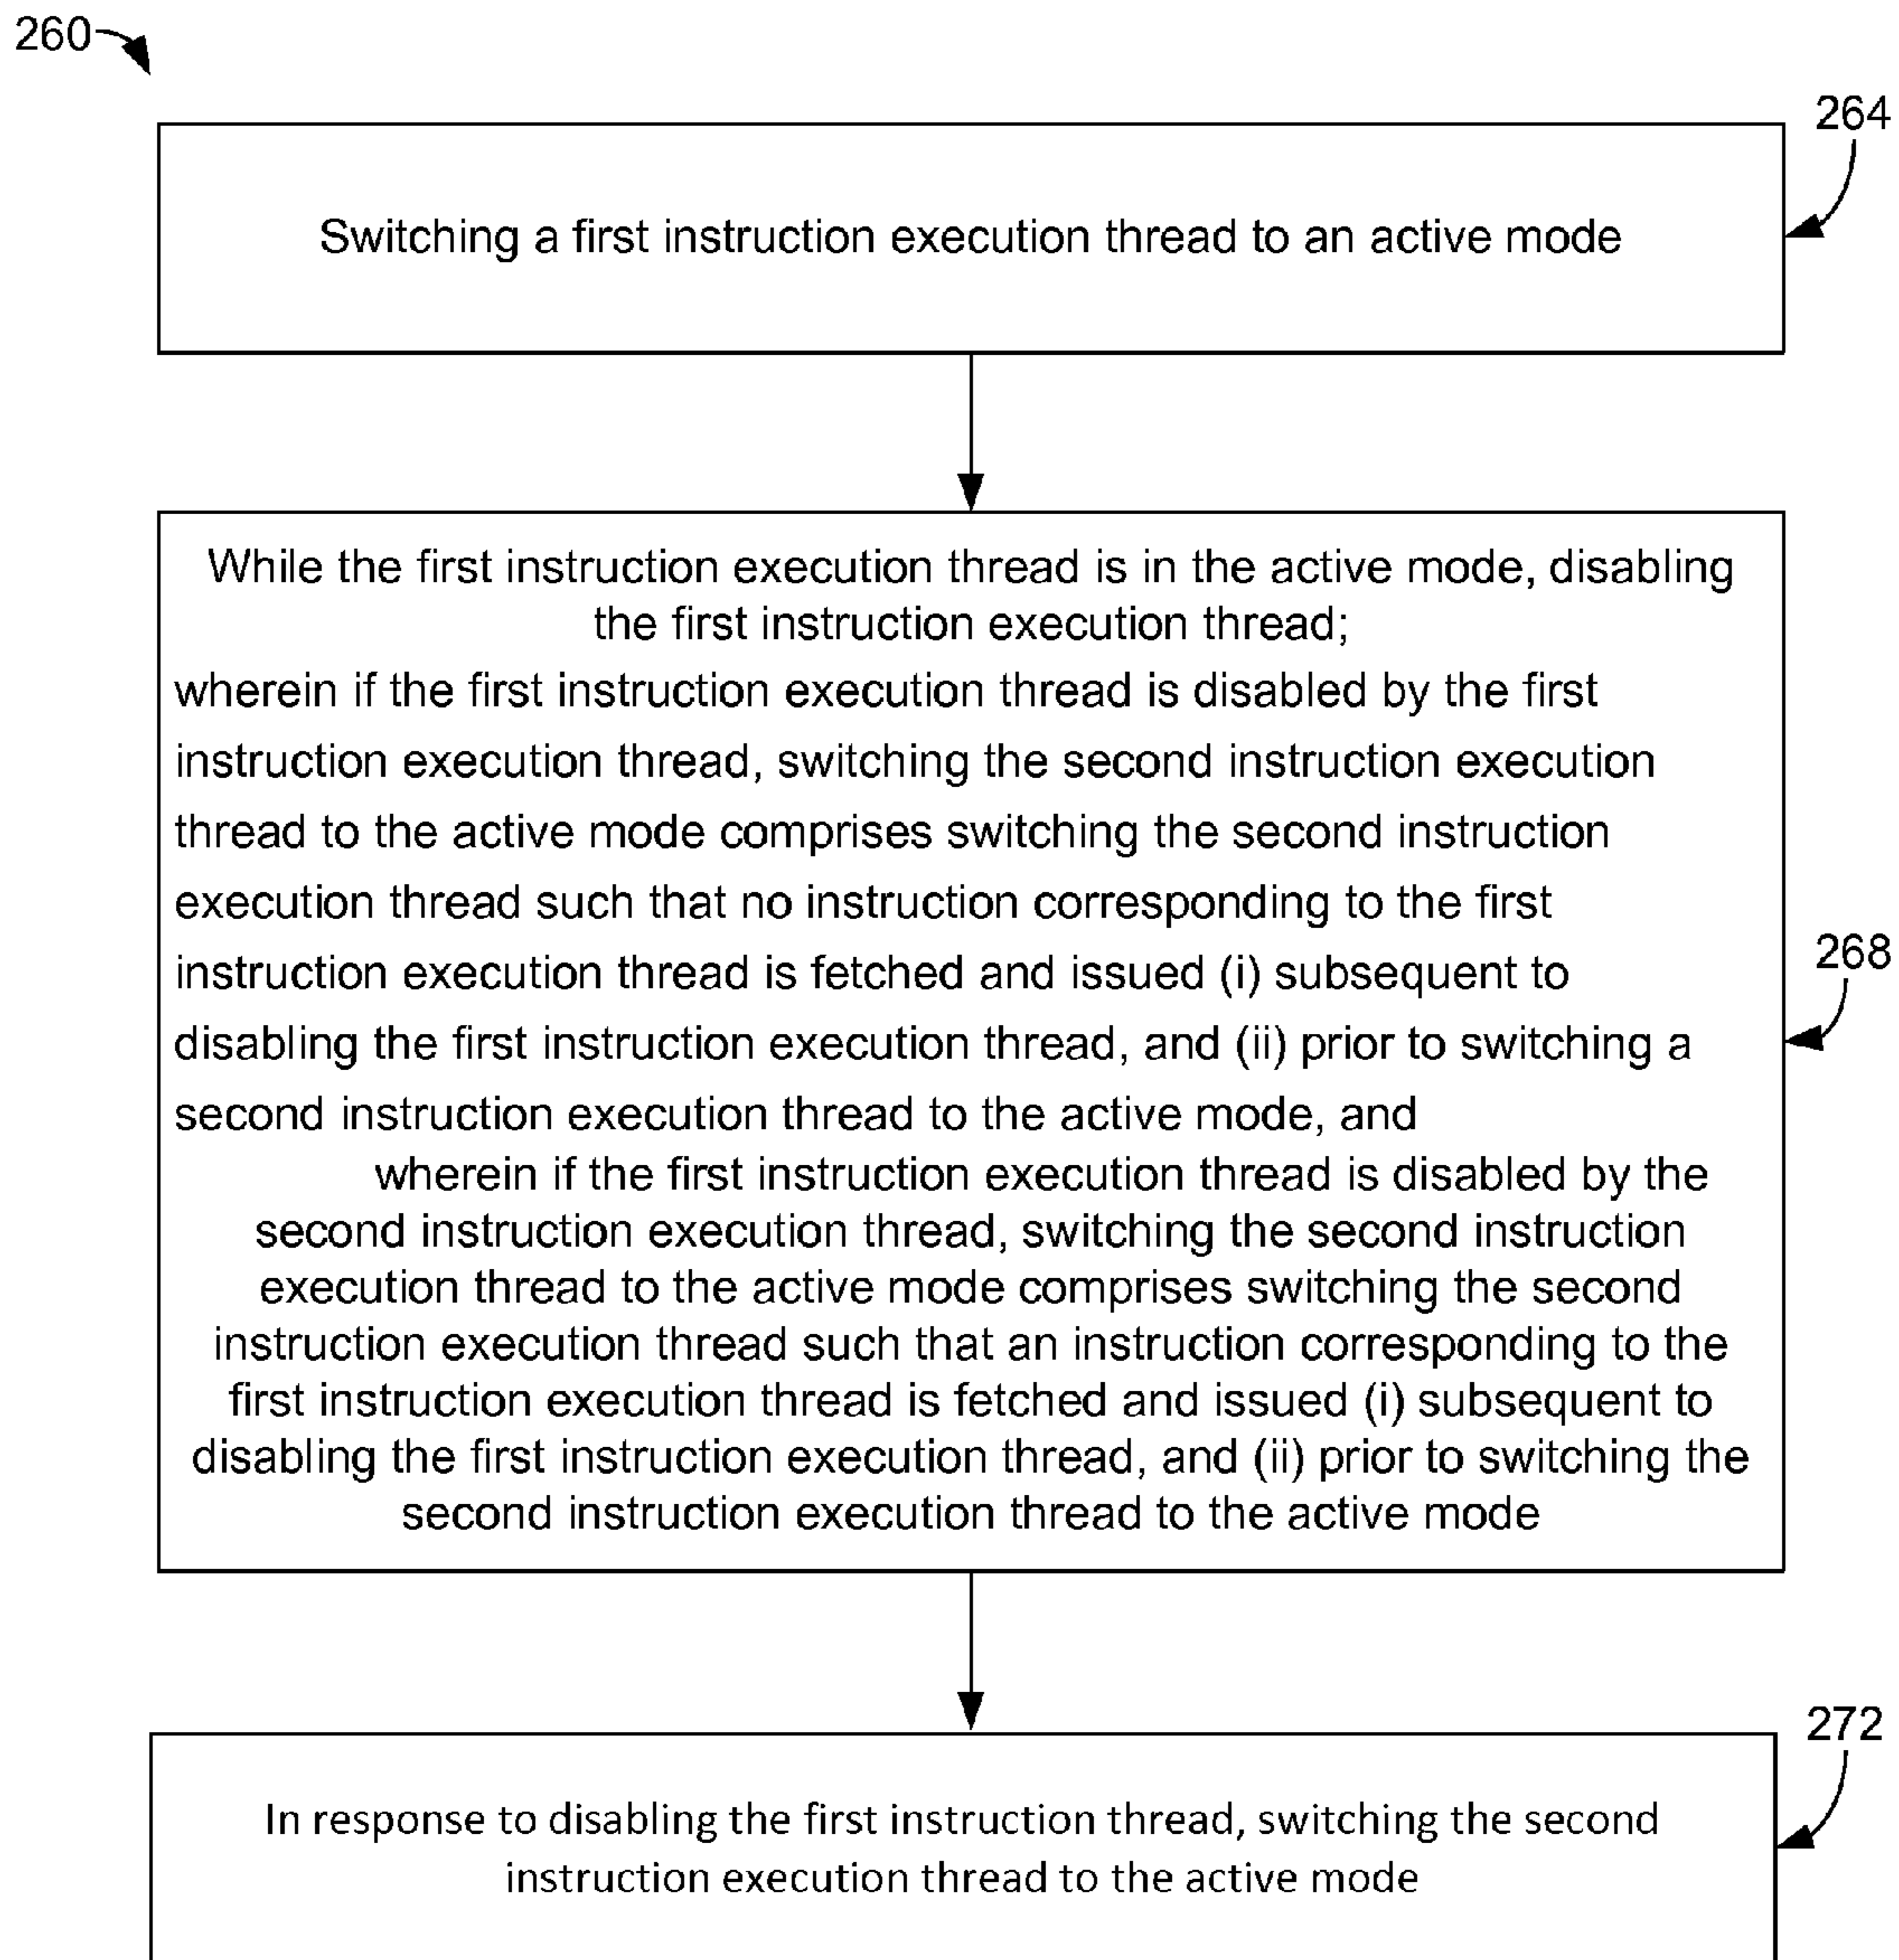 260
264
Switching a first instruction execution thread to an active mode
While the first instruction execution thread is in the active mode, disabling
the first instruction execution thread;
wherein if the first instruction execution thread is disabled by the first
instruction execution thread, switching the second instruction execution
thread to the active mode comprises switching the second instruction
execution thread such that no instruction corresponding to the first
instruction execution thread is fetched and issued (i) subsequent to
disabling the first instruction execution thread, and (ii) prior to switching a
second instruction execution thread to the active mode, and
wherein if the first instruction execution thread is disabled by the
second instruction execution thread, switching the second instruction
execution thread to the active mode comprises switching the second
instruction execution thread such that an instruction corresponding to the
first instruction execution thread is fetched and issued (i) subsequent to
disabling the first instruction execution thread, and (ii) prior to switching the
second instruction execution thread to the active mode
268
272
In response to disabling the first instruction thread, switching the second
instruction execution thread to the active mode